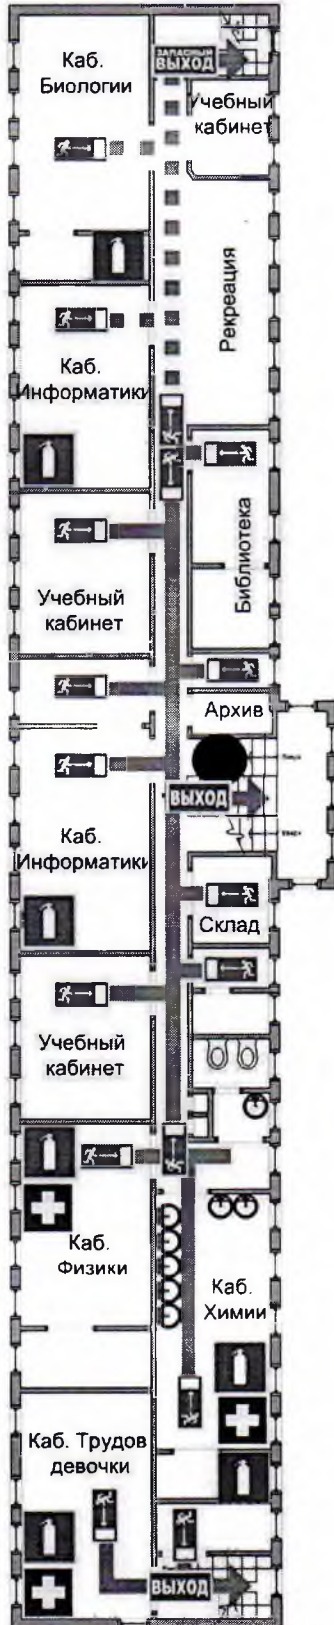 Каб.
Биологии
ЗАПАСНЫЙ
ВЫХОД
Учебный
кабинет
Рекреация
Каб.
Информатики
Библиотека
Учебный
кабинет
Архив
ВЫХОД
Каб.
Информатики
Склад
Учебный
кабинет
Каб.
Физики
Каб.
Химии
Каб. Трудов
девочки
ВЫХОД